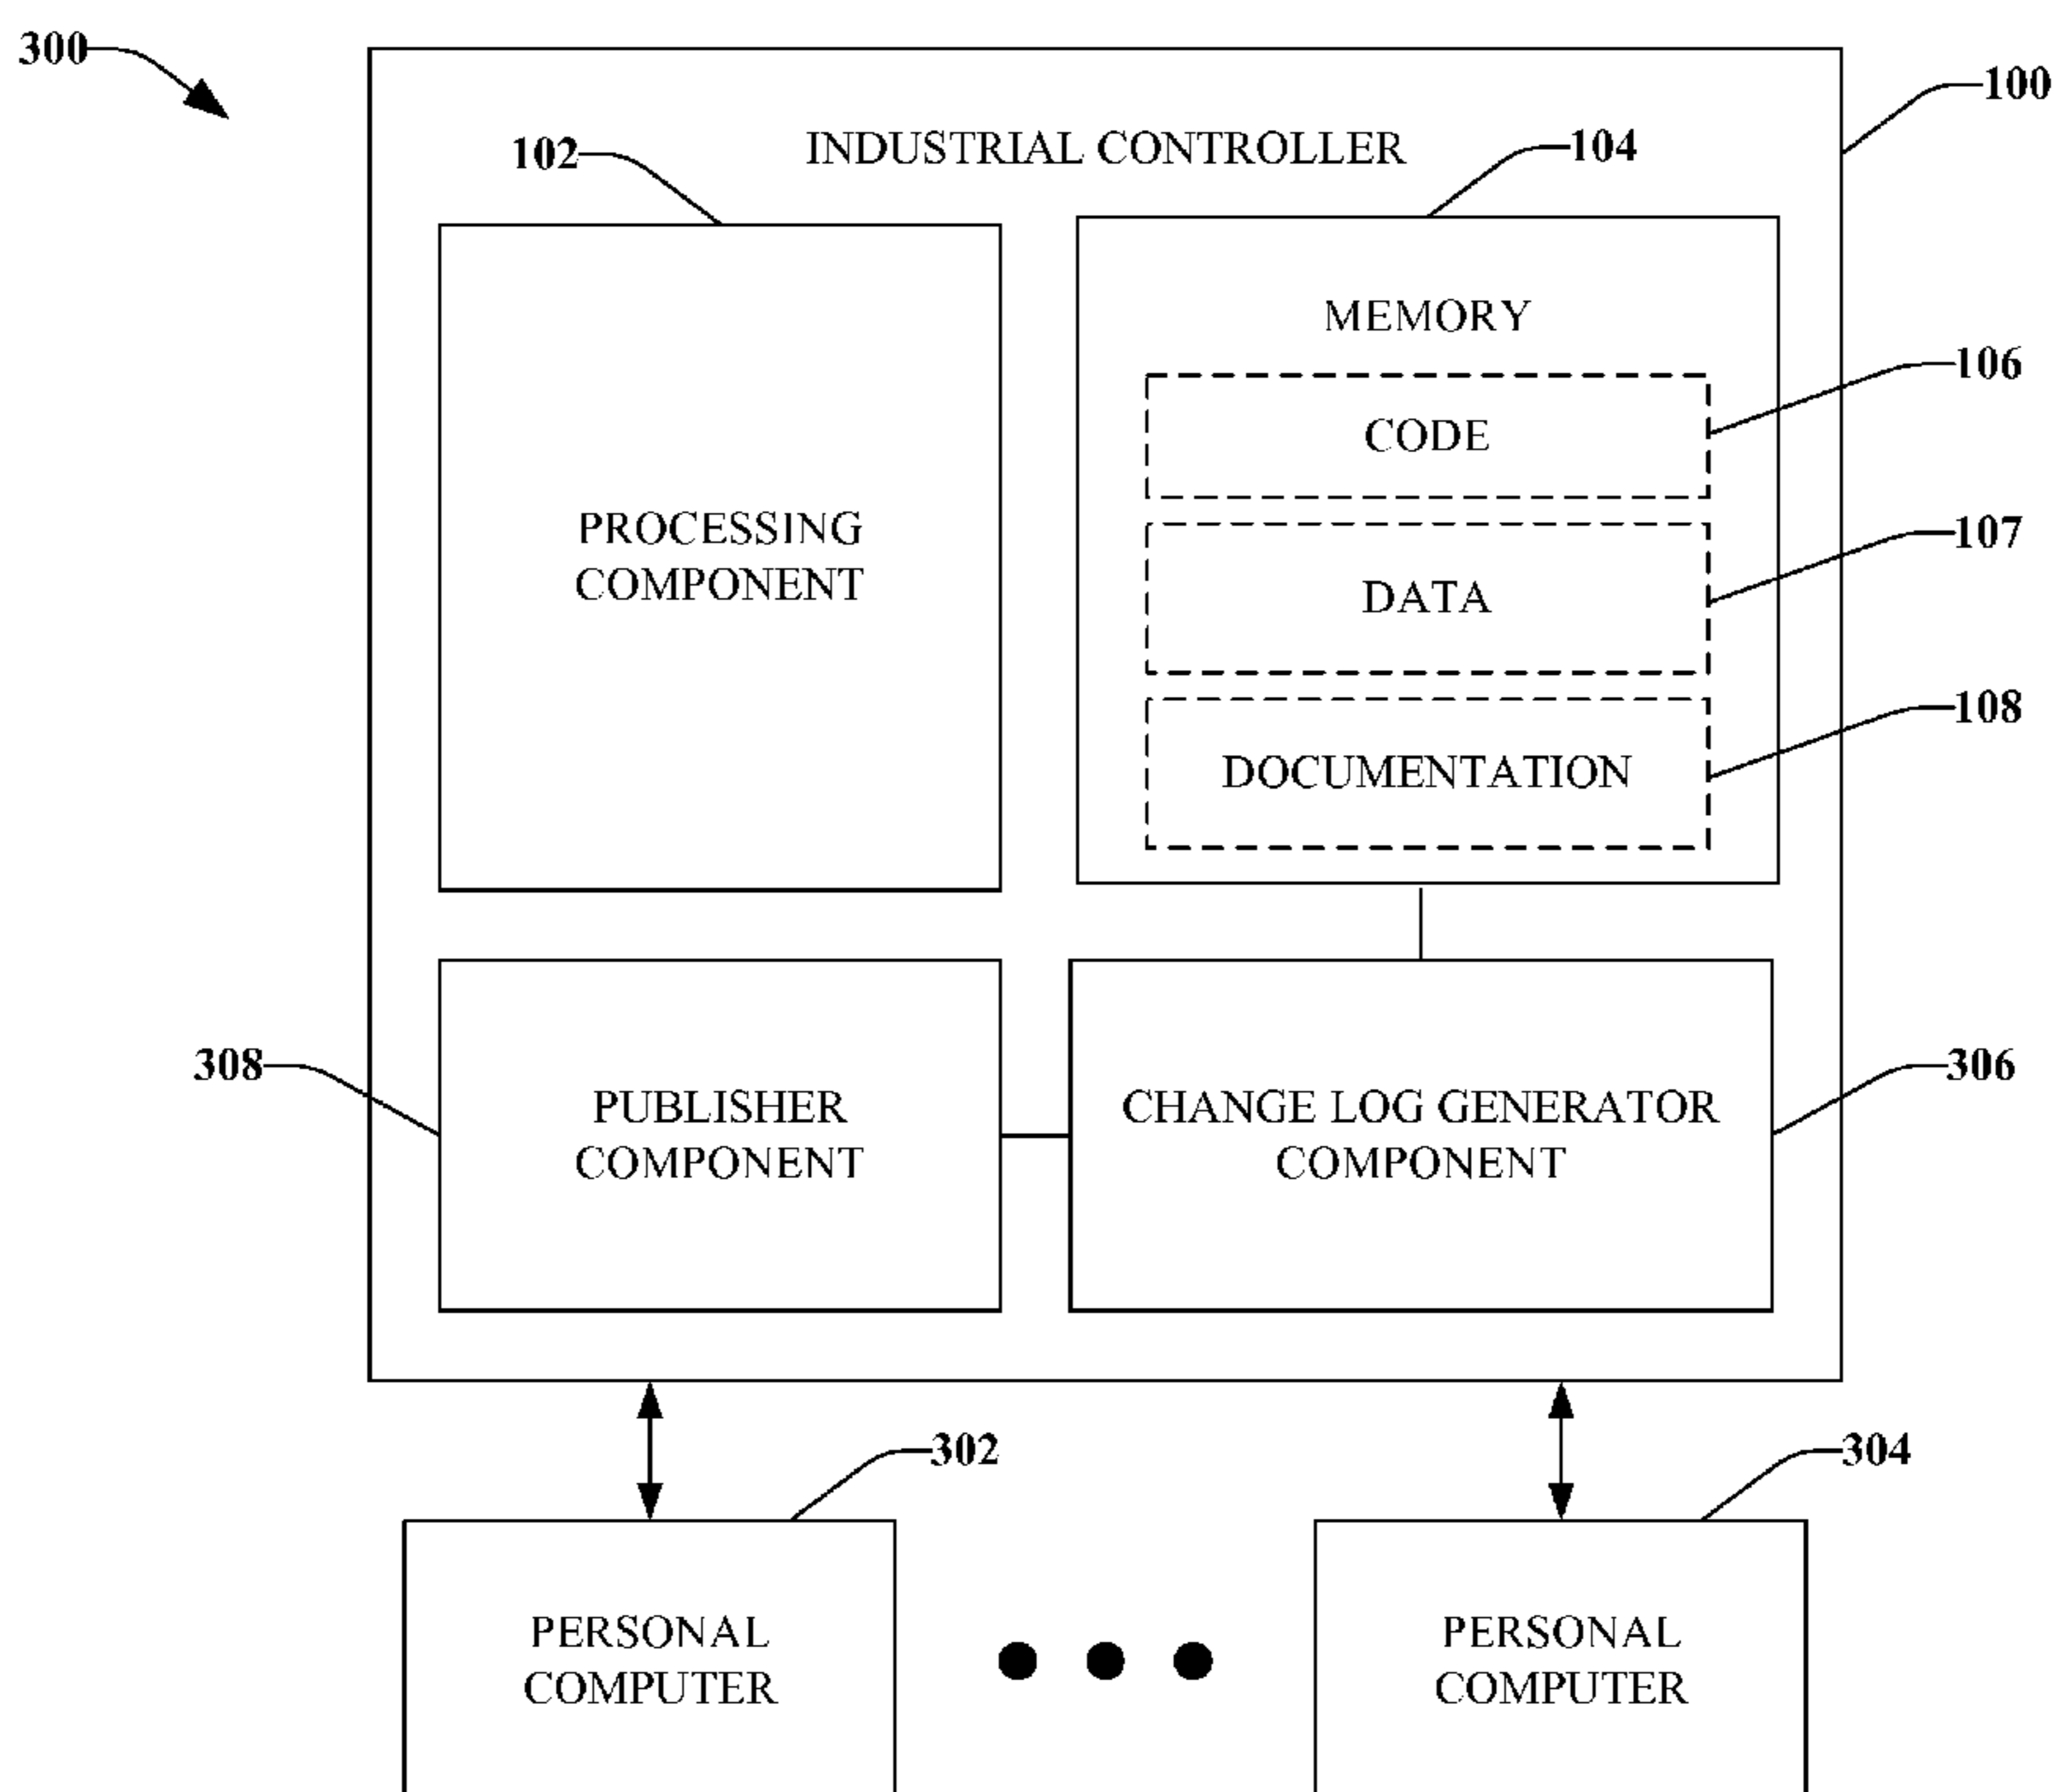 300
100
INDUSTRIAL CONTROLLER
102
104
MEMORY
106
CODE
107
DATA
PROCESSING
COMPONENT
108
DOCUMENTATION
308
PUBLISHER
COMPONENT
CHANGE LOG GENERATOR
COMPONENT
306
302
304
PERSONAL
COMPUTER
PERSONAL
COMPUTER